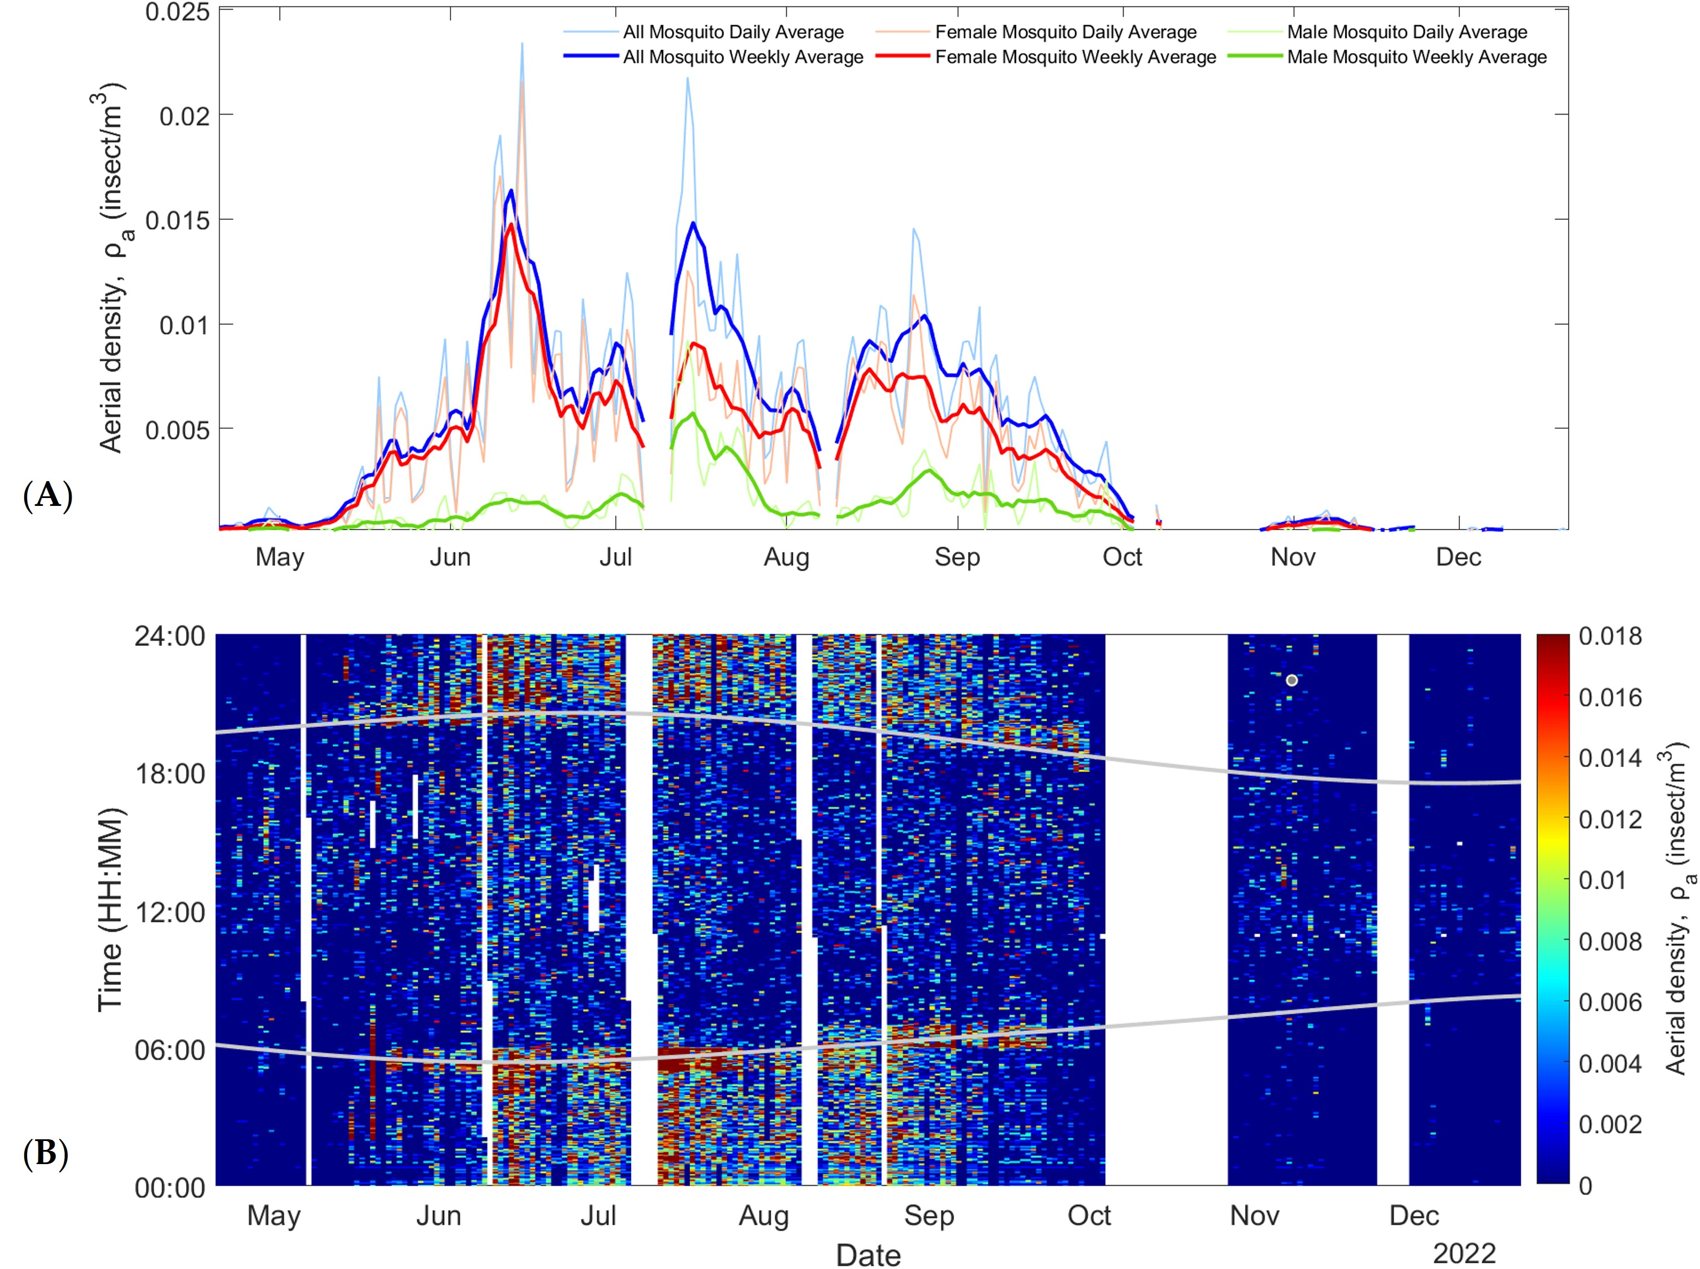 0.025
0.02
0.015
0.01
0.005
Aerial density, ρa (insect/m3)
All Mosquito Daily Average Female Mosquito Daily Average Male Mosquito Daily Average
All Mosquito Weekly Average Female Mosquito Weekly Average Male Mosquito Weekly Average
(A)
May Jun Jul Aug Sep Oct Nov Dec
24:00
18:00
12:00
06:00
00:00
Time (HH:MM)
(B)
May Jun Jul Aug Sep Oct Nov Dec
Date
2022
0.018
0.016
0.014
0.012
0.01
0.008
0.006
0.004
0.002
0
Aerial density, ρa (insect/m3)